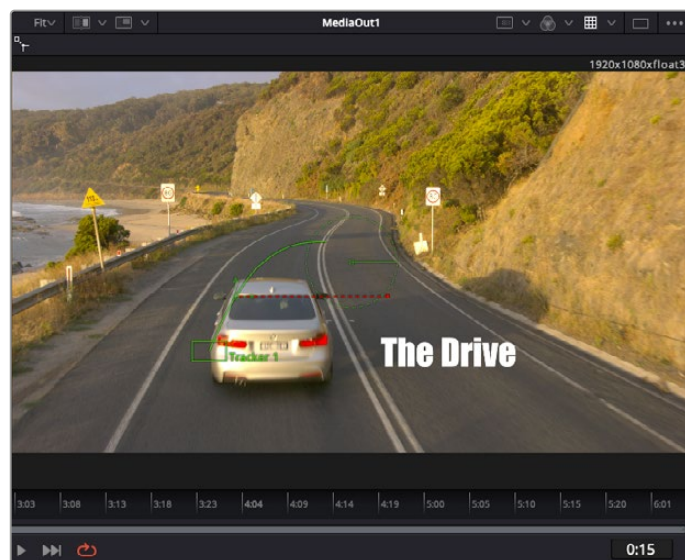 Fit
MediaOut1
1920x1080xfloat3
Tracker 1
The Drive
3:03 3:08 3:13 3:18 3:23 4:04 4:09 4:14 4:19 5:00 5:05 5:10 5:15 5:20 6:01
0:15